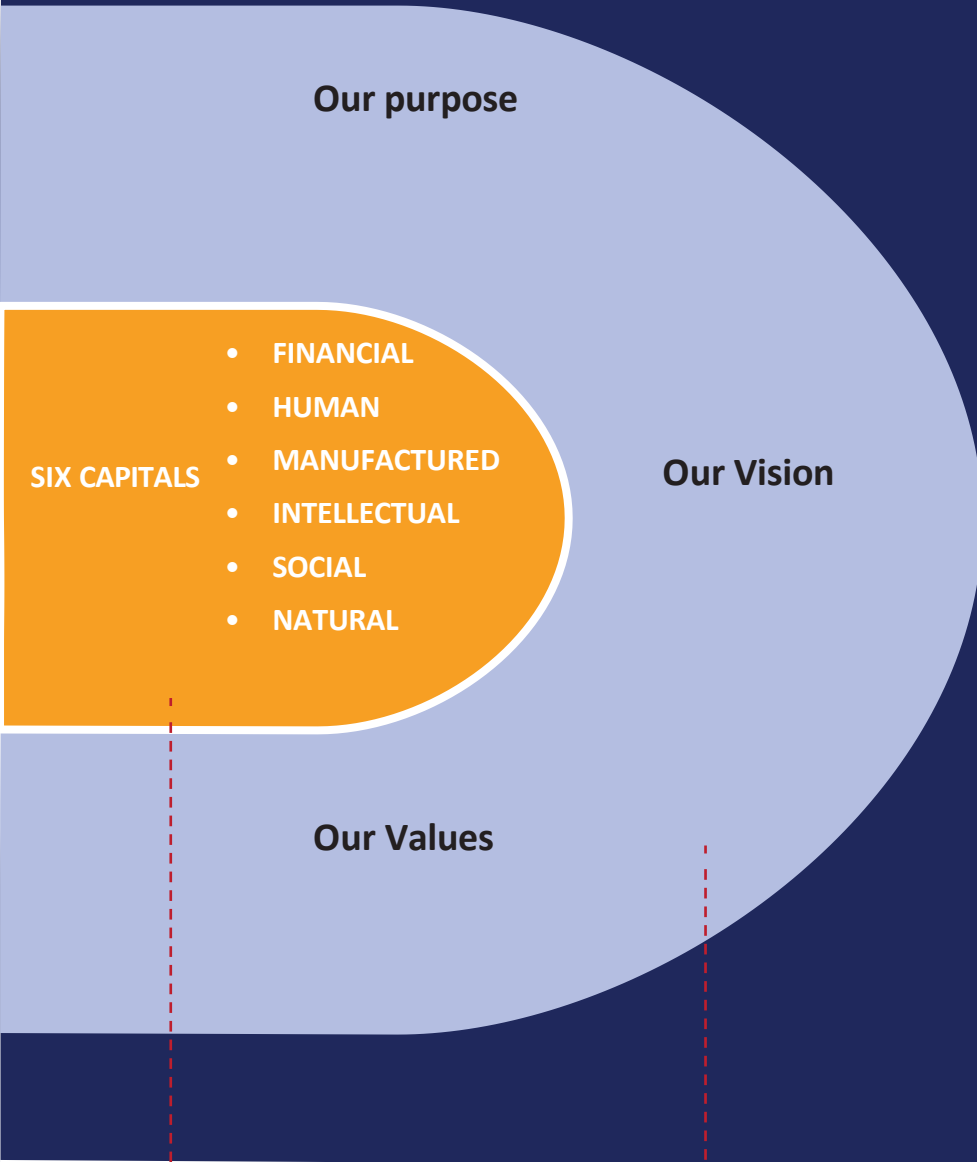 Our purpose
SIX CAPITALS
• FINANCIAL
• HUMAN
• MANUFACTURED
• INTELLECTUAL
• SOCIAL
• NATURAL
Our Vision
Our Values